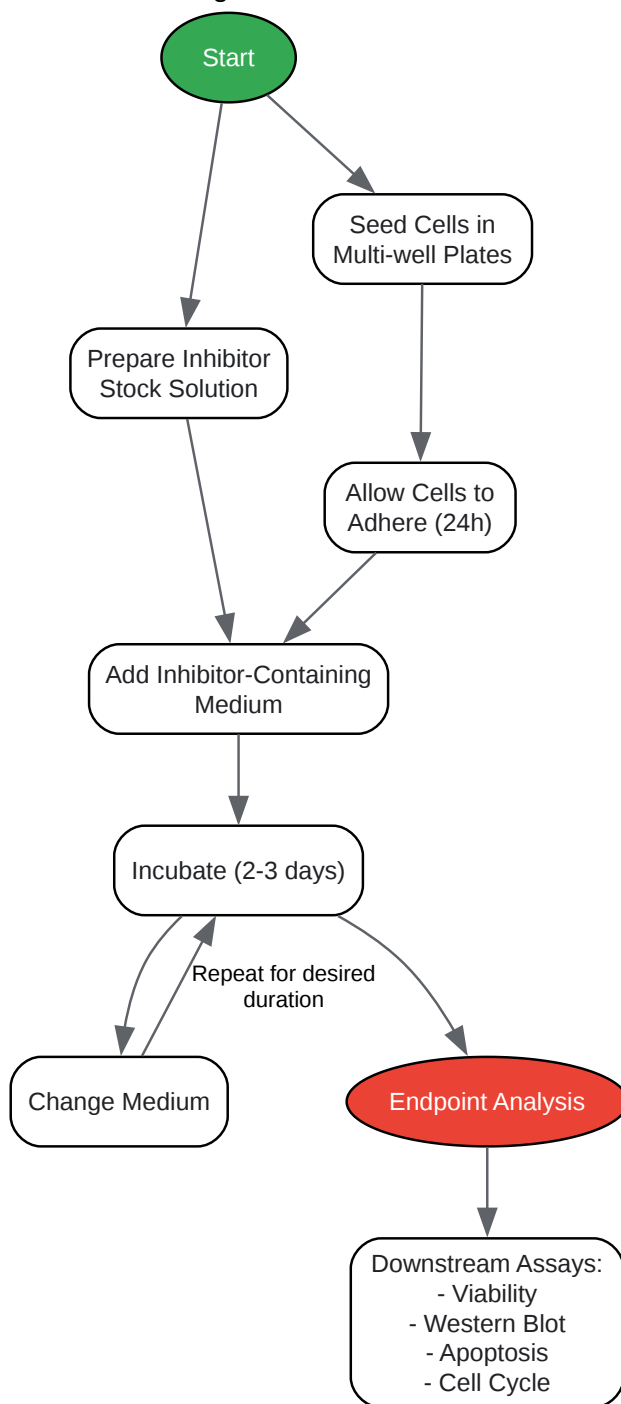 Start
Seed Cells in
Multi-well Plates
Prepare Inhibitor
Stock Solution
Allow Cells to
Adhere (24h)
Add Inhibitor-Containing
Medium
Incubate (2-3 days)
Repeat for desired
duration
Change Medium
Endpoint Analysis
Downstream Assays:
- Viability
- Western Blot
- Apoptosis
- Cell Cycle